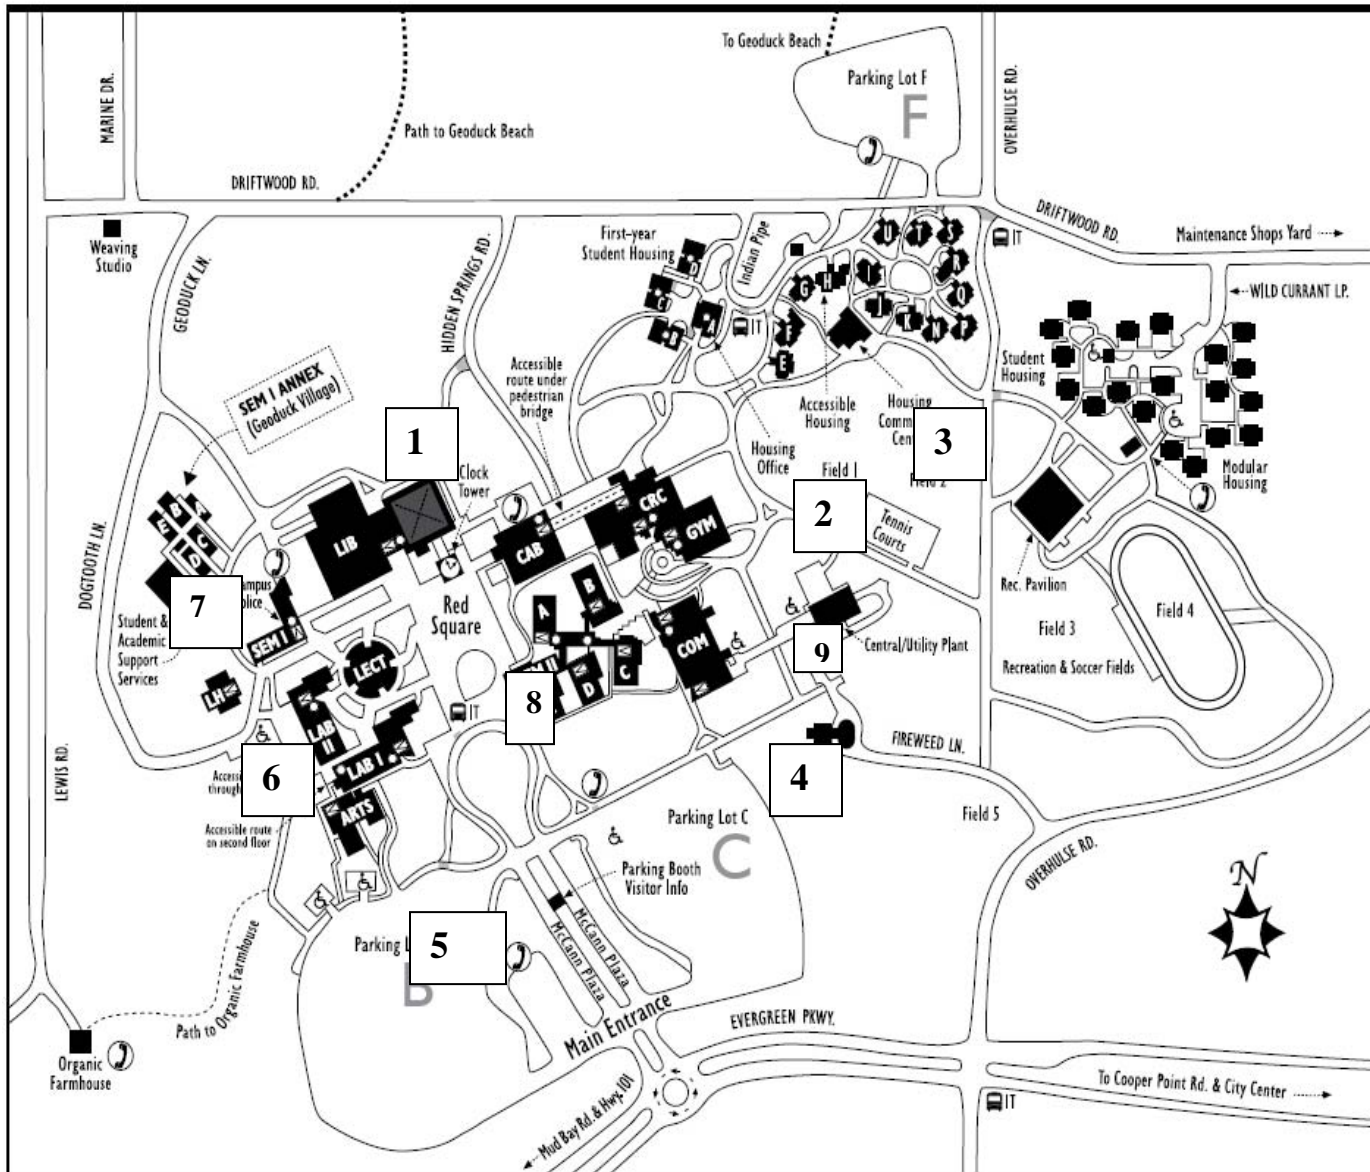 To Geoduck Beach
Parking Lot F
F
MARINE DR.
OVERHULSE RD.
Path to Geoduck Beach
DRIFTWOOD RD.
DRIFTWOOD RD.
Maintenance Shops Yard
IT
Weaving
Studio
GEODUCK LN.
HIDDEN SPRINGS RD.
First-year
Student Housing
Indian Pipe
U
T
S
R
Q
P
N
K
J
I
H
G
F
E
D
C
B
A
IT
WILD CURRANT LP.
Student
Housing
Modular
Housing
SEM I ANNEX
(Geoduck Village)
Accessible
route under
pedestrian
bridge
Accessible
Housing
Housing
Housing
Office
1
3
Clock
Tower
Field 1
2
Tennis
Courts
Rec. Pavilion
Field 4
Field 3
Recreation & Soccer Fields
DOGTOOTH LN.
E
B
A
C
D
LIB
CAB
CRC
GYM
7
Student &
Academic
Support
Services
SEM I
Red
Square
A
B
C
D
COM
9
Central/Utility Plant
LECT
LH
LAB
II
LAB I
IT
8
6
ARTS
Accessible route
on second floor
4
FIREWEED LN.
Field 5
LEWIS RD.
Parking Lot C
C
Parking Booth
Visitor Info
OVERHULSE RD.
N
Parking
5
B
McCann Plaza
McCann Plaza
Path to Organic Farmhouse
Main Entrance
EVERGREEN PKWY.
Organic
Farmhouse
Mud Bay Rd. & Hwy. 101
To Cooper Point Rd. & City Center
IT